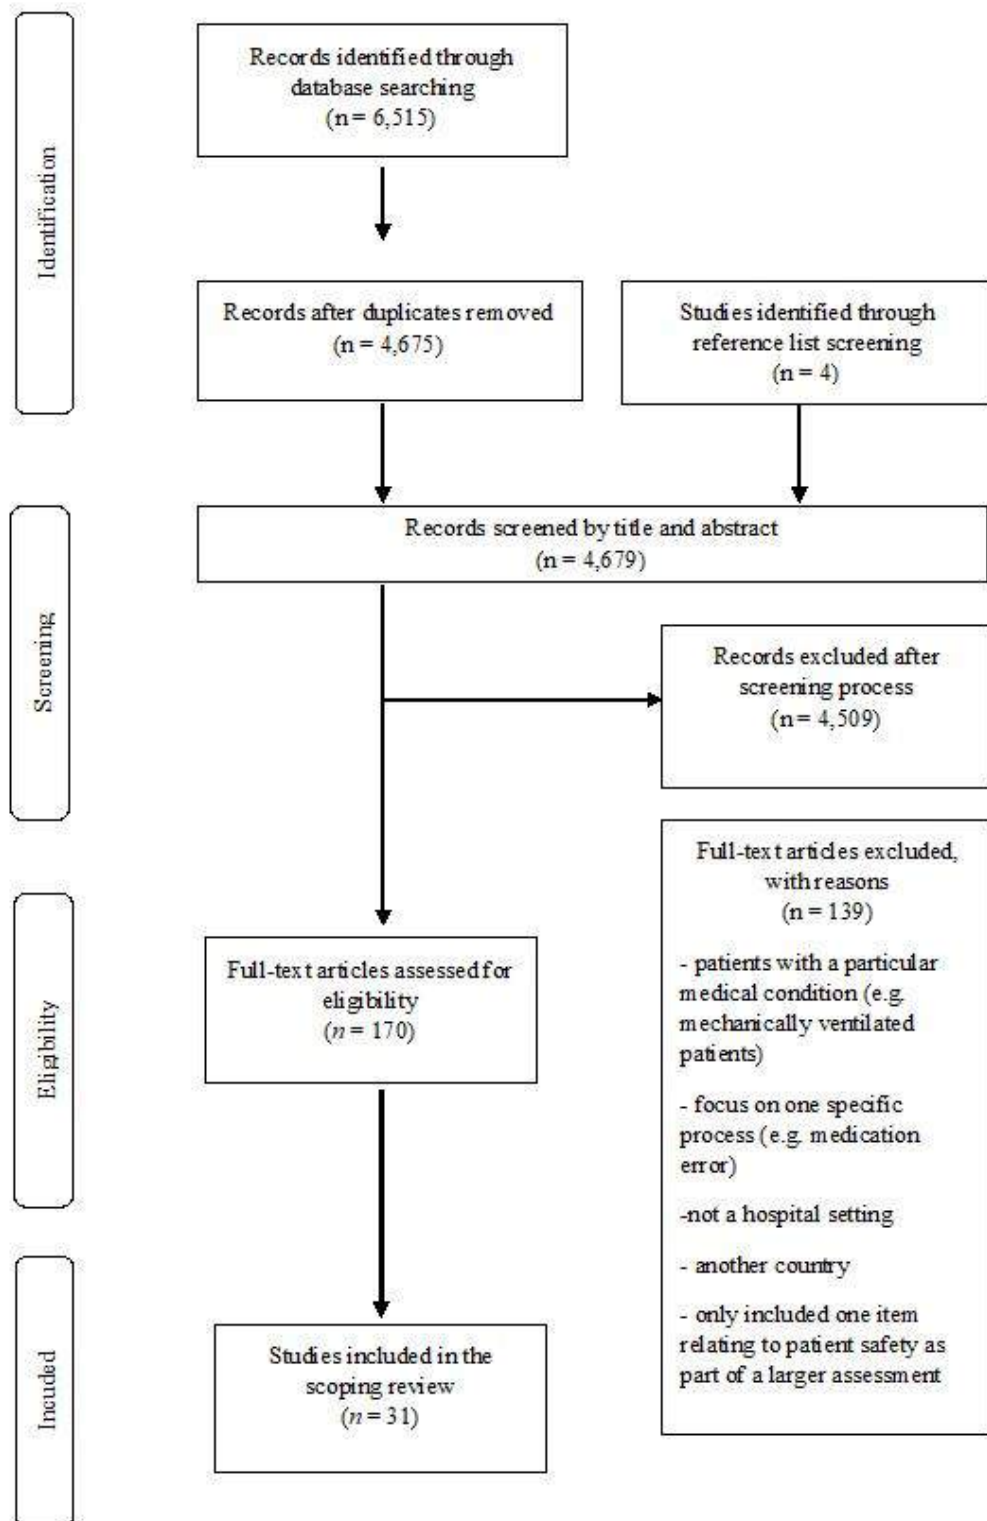 Identification
Records identified through
database searching
(n = 6,515)
Records after duplicates removed
(n = 4,675)
Studies identified through
reference list screening
(n = 4)
Screening
Records screened by title and abstract
(n = 4,679)
Records excluded after
screening process
(n = 4,509)
Eligibility
Full-text articles assessed for
eligibility
(n = 170)
Full-text articles excluded,
with reasons
(n = 139)
- patients with a particular
medical condition (e.g.
mechanically ventilated
patients)
- focus on one specific
process (e.g. medication
error)
-not a hospital setting
- another country
- only included one item
relating to patient safety as
part of a larger assessment
Incuded
Studies included in the
scoping review
(n = 31)